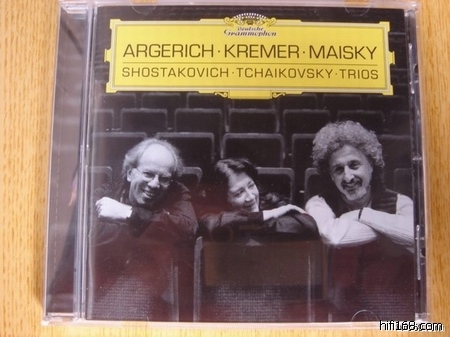 Deutsche
Grammophon
ARGERICH · KREMER · MAISKY
SHOSTAKOVICH · TCHAIKOVSKY · TRIOS
hifi168.com